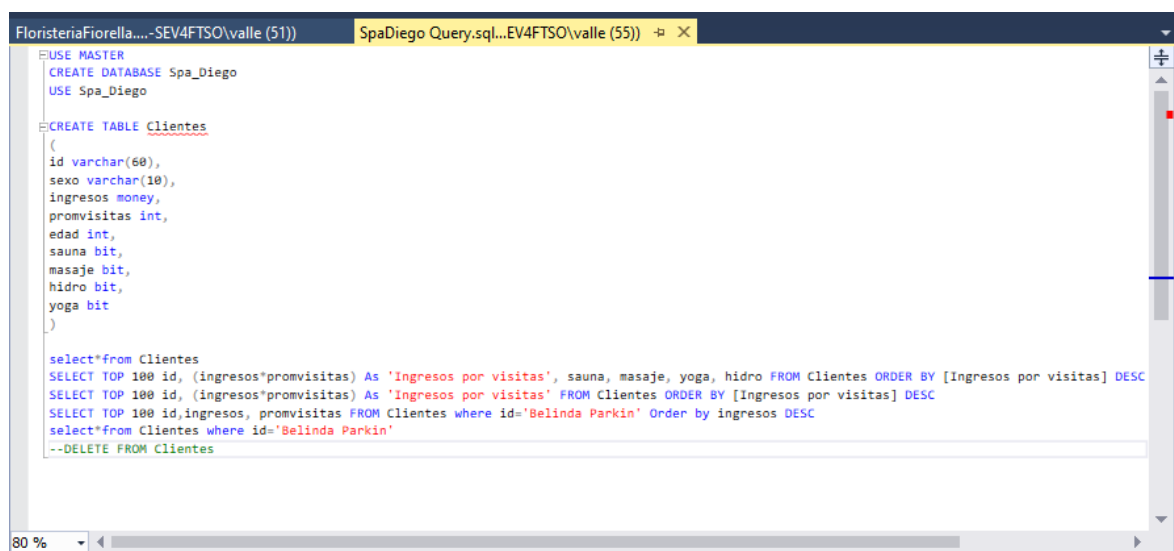 FloristeriaFiorella....-SEV4FTSO\valle (51))
SpaDiego Query.sql...EV4FTSO\valle (55))
USE MASTER
CREATE DATABASE Spa_Diego
USE Spa_Diego
CREATE TABLE Clientes
(
id varchar(60),
sexo varchar(10),
ingresos money,
promvisitas int,
edad int,
sauna bit,
masaje bit,
hidro bit,
yoga bit
)
select*from Clientes
SELECT TOP 100 id, (ingresos*promvisitas) As 'Ingresos por visitas', sauna, masaje, yoga, hidro FROM Clientes ORDER BY [Ingresos por visitas] DESC
SELECT TOP 100 id, (ingresos*promvisitas) As 'Ingresos por visitas' FROM Clientes ORDER BY [Ingresos por visitas] DESC
SELECT TOP 100 id,ingresos, promvisitas FROM Clientes where id='Belinda Parkin' Order by ingresos DESC
select*from Clientes where id='Belinda Parkin'
--DELETE FROM Clientes
80 %